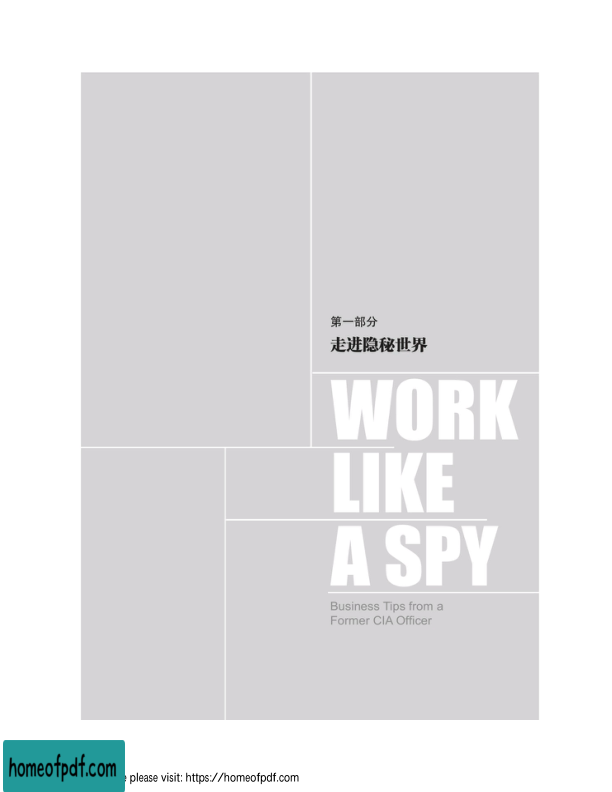 第一部分
走进隐秘世界
WORK
LIKE
A SPY
Business Tips from a
Former CIA Officer
homeofpdf.com
please visit: https://homeofpdf.com